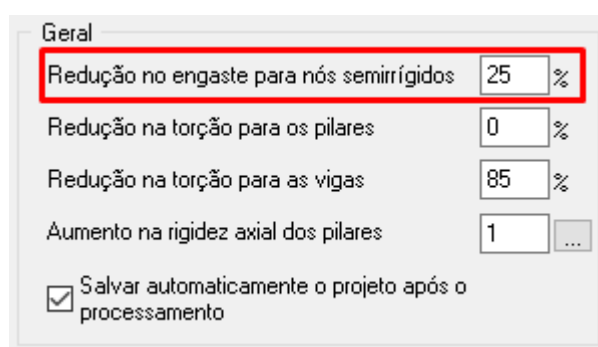 Geral
Redução no engaste para nós semirrígidos 25 %
Redução na torção para os pilares 0 %
Redução na torção para as vigas 85 %
Aumento na rigidez axial dos pilares 1 ...
Salvar automaticamente o projeto após o
processamento